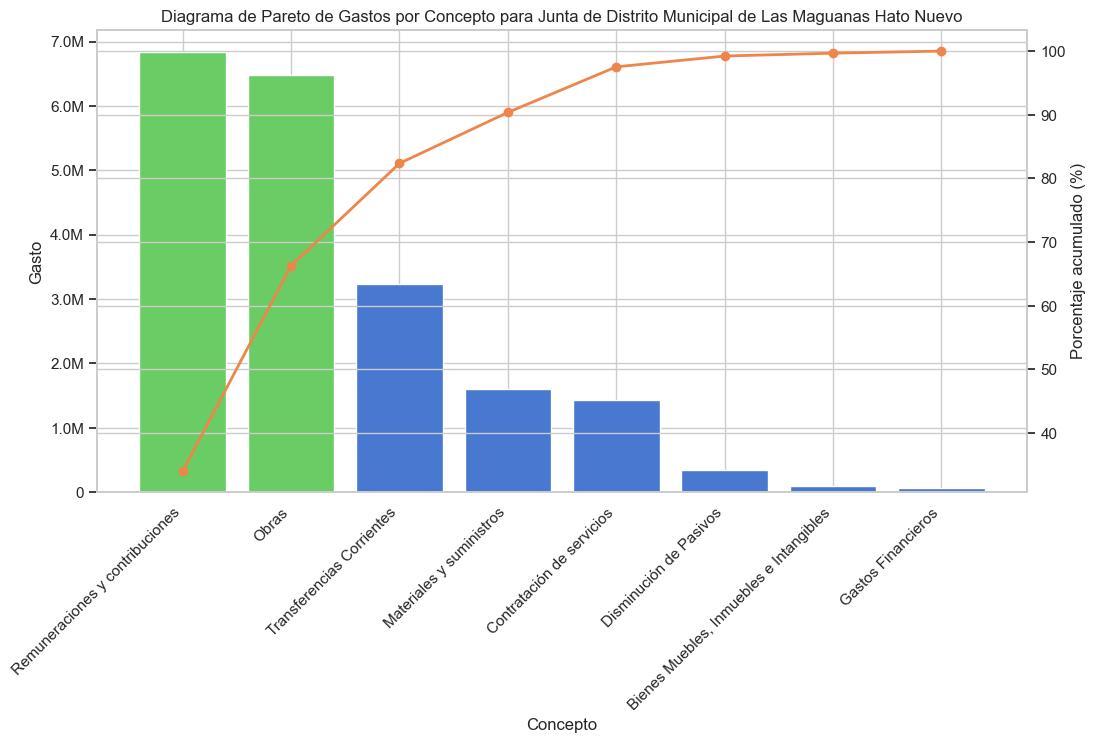 Diagrama de Pareto de Gastos por Concepto para Junta de Distrito Municipal de Las Maguanas Hato Nuevo
7.0M
6.0M
5.0M
4.0M
3.0M
2.0M
1.0M
0
Gasto
100
90
80
70
60
50
40
Porcentaje acumulado (%)
Remuneraciones y contribuciones
Obras
Transferencias Corrientes
Materiales y suministros
Contratación de servicios
Disminución de Pasivos
Bienes Muebles, Inmuebles e Intangibles
Gastos Financieros
Concepto